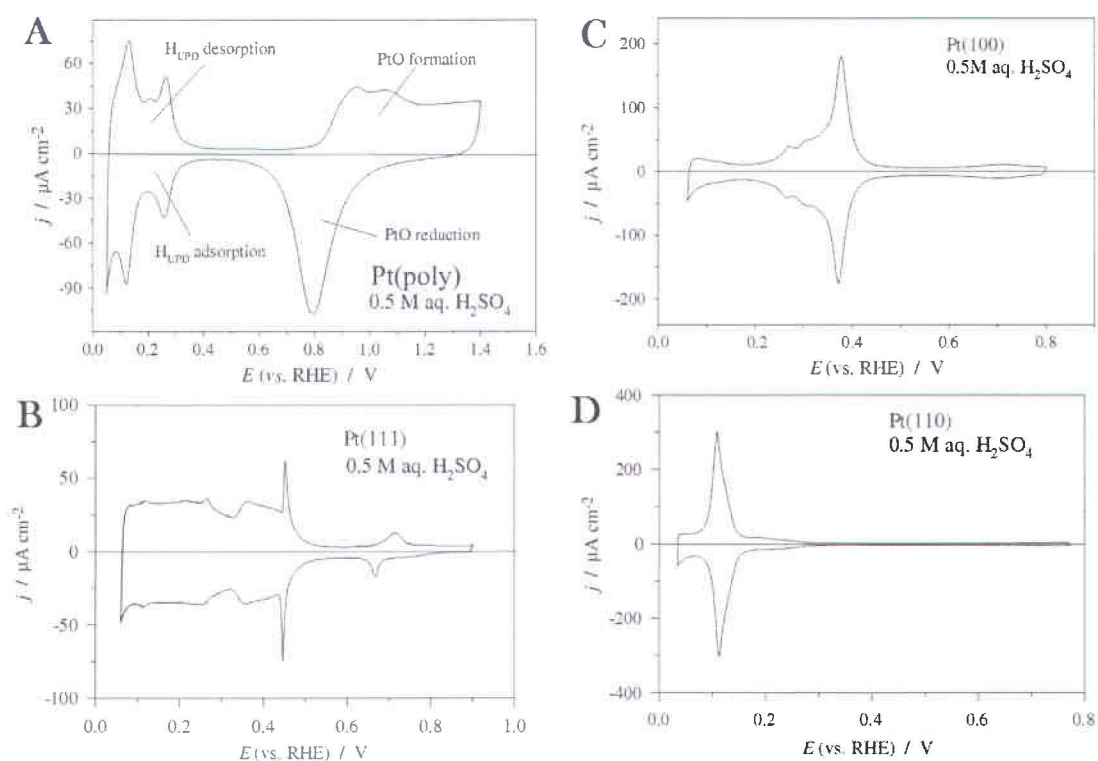 A
H_UPD desorption
PtO formation
60
30
0
-30
-60
-90
j / μA cm⁻²
H_UPD adsorption
PtO reduction
Pt(poly)
0.5 M aq. H₂SO₄
0.0 0.2 0.4 0.6 0.8 1.0 1.2 1.4 1.6
E (vs. RHE) / V
B
Pt(111)
0.5 M aq. H₂SO₄
100
50
0
-50
-100
j / μA cm⁻²
0.0 0.2 0.4 0.6 0.8 1.0
E (vs. RHE) / V
C
Pt(100)
0.5M aq. H₂SO₄
200
100
0
-100
-200
j / μA cm⁻²
0.0 0.2 0.4 0.6 0.8
E (vs. RHE) / V
D
Pt(110)
0.5 M aq. H₂SO₄
400
200
0
-200
-400
j / μA cm⁻²
0.0 0.2 0.4 0.6 0.8
E (vs. RHE) / V